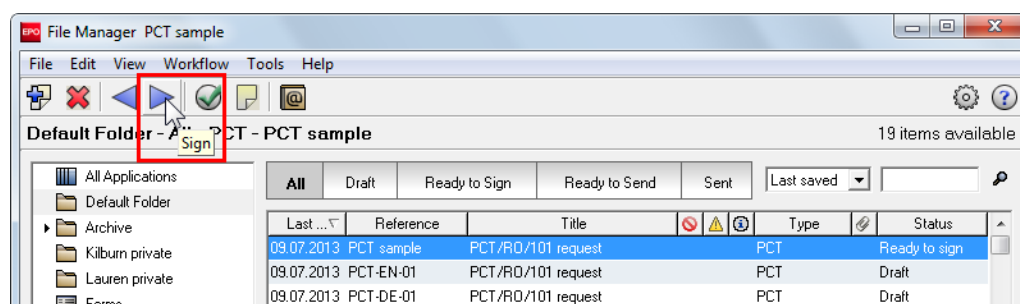 EPO File Manager PCT sample
File Edit View Workflow Tools Help
Default Folder - PCT - PCT sample 19 items available
Sign
All Applications
Default Folder
Archive
Kilburn private
Lauren private
All Draft Ready to Sign Ready to Send Sent Last saved
Last ... Reference Title Type Status
09.07.2013 PCT sample PCT/RO/101 request PCT Ready to sign
09.07.2013 PCT-EN-01 PCT/RO/101 request PCT Draft
09.07.2013 PCT-DE-01 PCT/RO/101 request PCT Draft